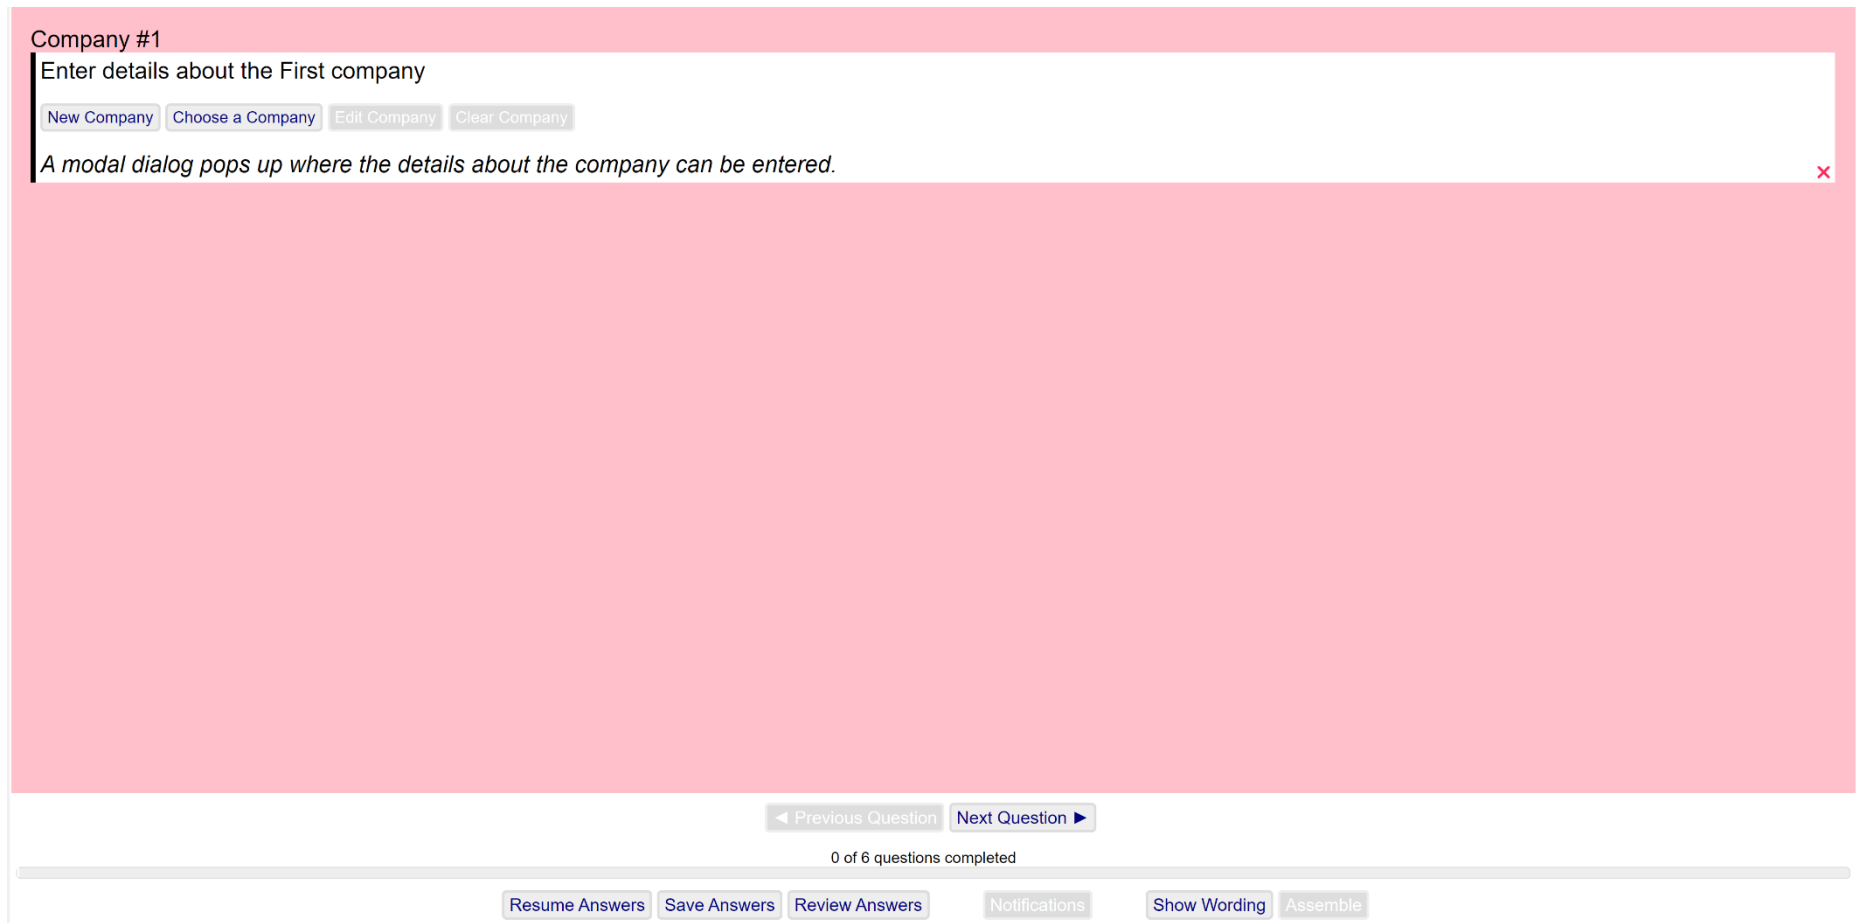 Company #1
Enter details about the First company
New Company Choose a Company Edit Company Clear Company
A modal dialog pops up where the details about the company can be entered.
◄ Previous Question Next Question ►
0 of 6 questions completed
Resume Answers Save Answers Review Answers Notifications Show Wording Assemble